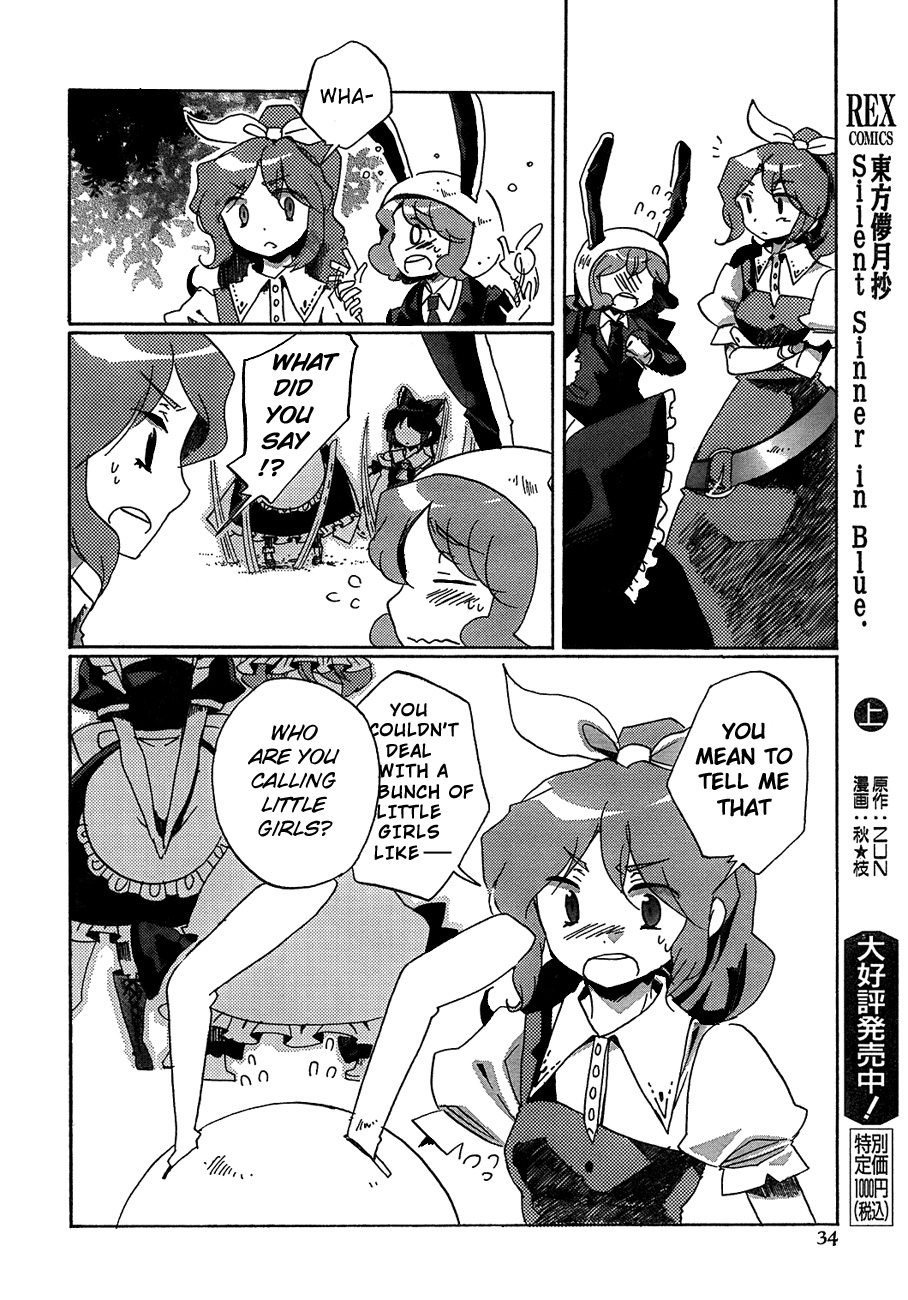 WHA-
WHAT
DID
YOU
SAY
!?
YOU
MEAN TO
TELL ME
THAT
YOU
COULDN'T
DEAL
WITH A
BUNCH OF
LITTLE
GIRLS
LIKE—
WHO
ARE YOU
CALLING
LITTLE
GIRLS?
34
REX
COMICS
東方儚月抄
Silent Sinner in Blue.
上
原作：ZUN
漫画：秋★枝
大好評発売中！
特別定価1000円(税込)